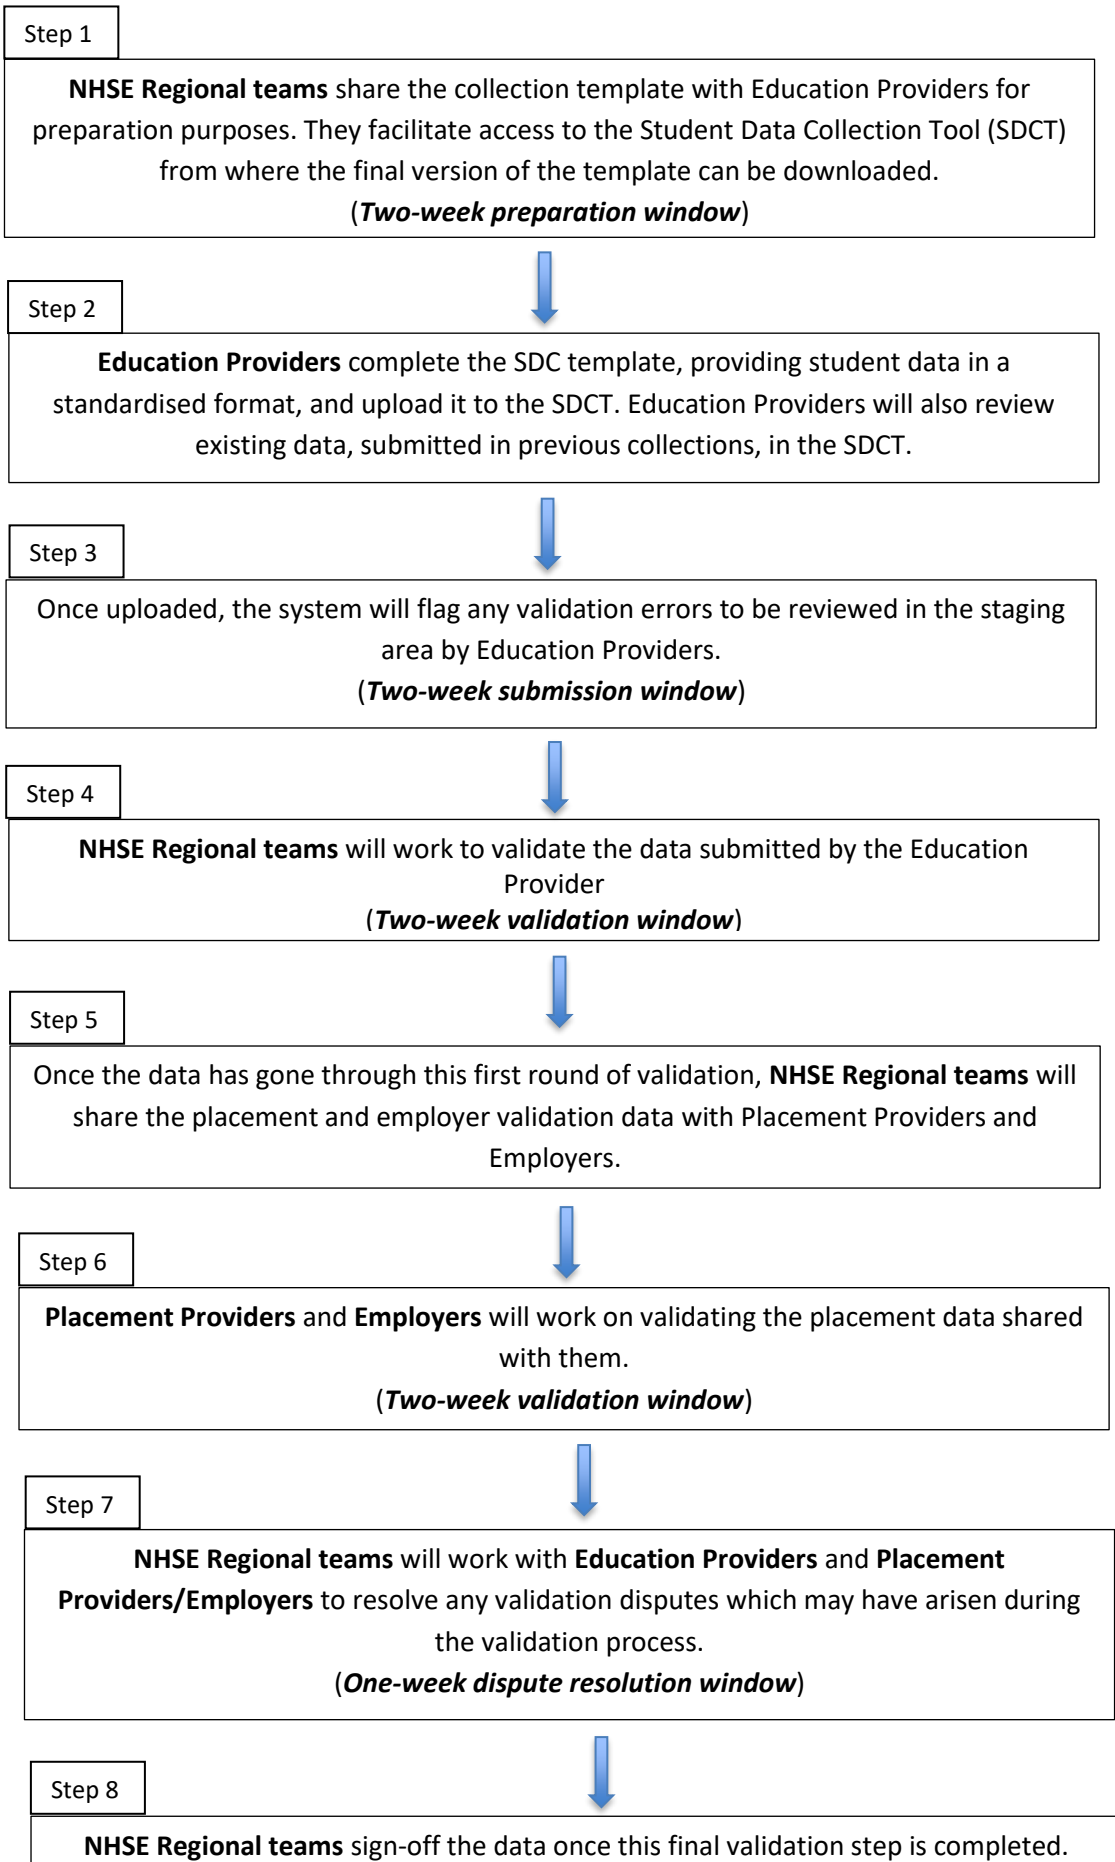 Step 1
NHSE Regional teams share the collection template with Education Providers for
preparation purposes. They facilitate access to the Student Data Collection Tool (SDCT)
from where the final version of the template can be downloaded.
(Two-week preparation window)
Step 2
Education Providers complete the SDC template, providing student data in a
standardised format, and upload it to the SDCT. Education Providers will also review
existing data, submitted in previous collections, in the SDCT.
Step 3
Once uploaded, the system will flag any validation errors to be reviewed in the staging
area by Education Providers.
(Two-week submission window)
Step 4
NHSE Regional teams will work to validate the data submitted by the Education
Provider
(Two-week validation window)
Step 5
Once the data has gone through this first round of validation, NHSE Regional teams will
share the placement and employer validation data with Placement Providers and
Employers.
Step 6
Placement Providers and Employers will work on validating the placement data shared
with them.
(Two-week validation window)
Step 7
NHSE Regional teams will work with Education Providers and Placement
Providers/Employers to resolve any validation disputes which may have arisen during
the validation process.
(One-week dispute resolution window)
Step 8
NHSE Regional teams sign-off the data once this final validation step is completed.